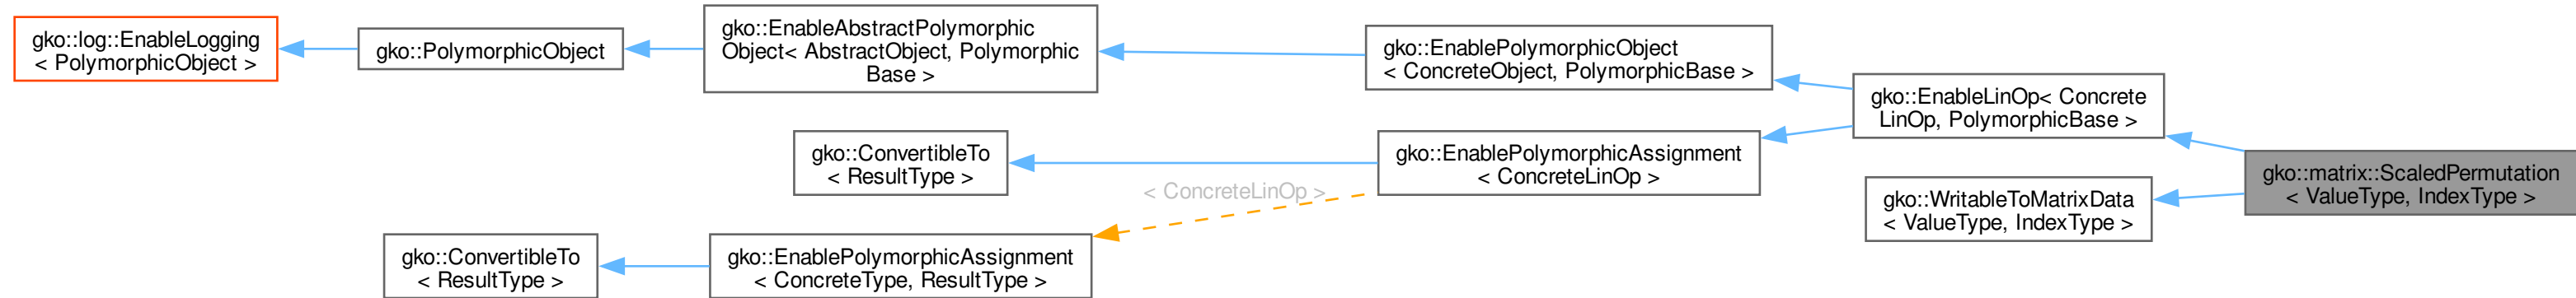 gko::log::EnableLogging
< PolymorphicObject >
gko::PolymorphicObject
gko::EnableAbstractPolymorphic
Object< AbstractObject, Polymorphic
Base >
gko::EnablePolymorphicObject
< ConcreteObject, PolymorphicBase >
gko::EnableLinOp< Concrete
LinOp, PolymorphicBase >
gko::ConvertibleTo
< ResultType >
gko::EnablePolymorphicAssignment
< ConcreteLinOp >
< ConcreteLinOp >
gko::WritableToMatrixData
< ValueType, IndexType >
gko::matrix::ScaledPermutation
< ValueType, IndexType >
gko::ConvertibleTo
< ResultType >
gko::EnablePolymorphicAssignment
< ConcreteType, ResultType >